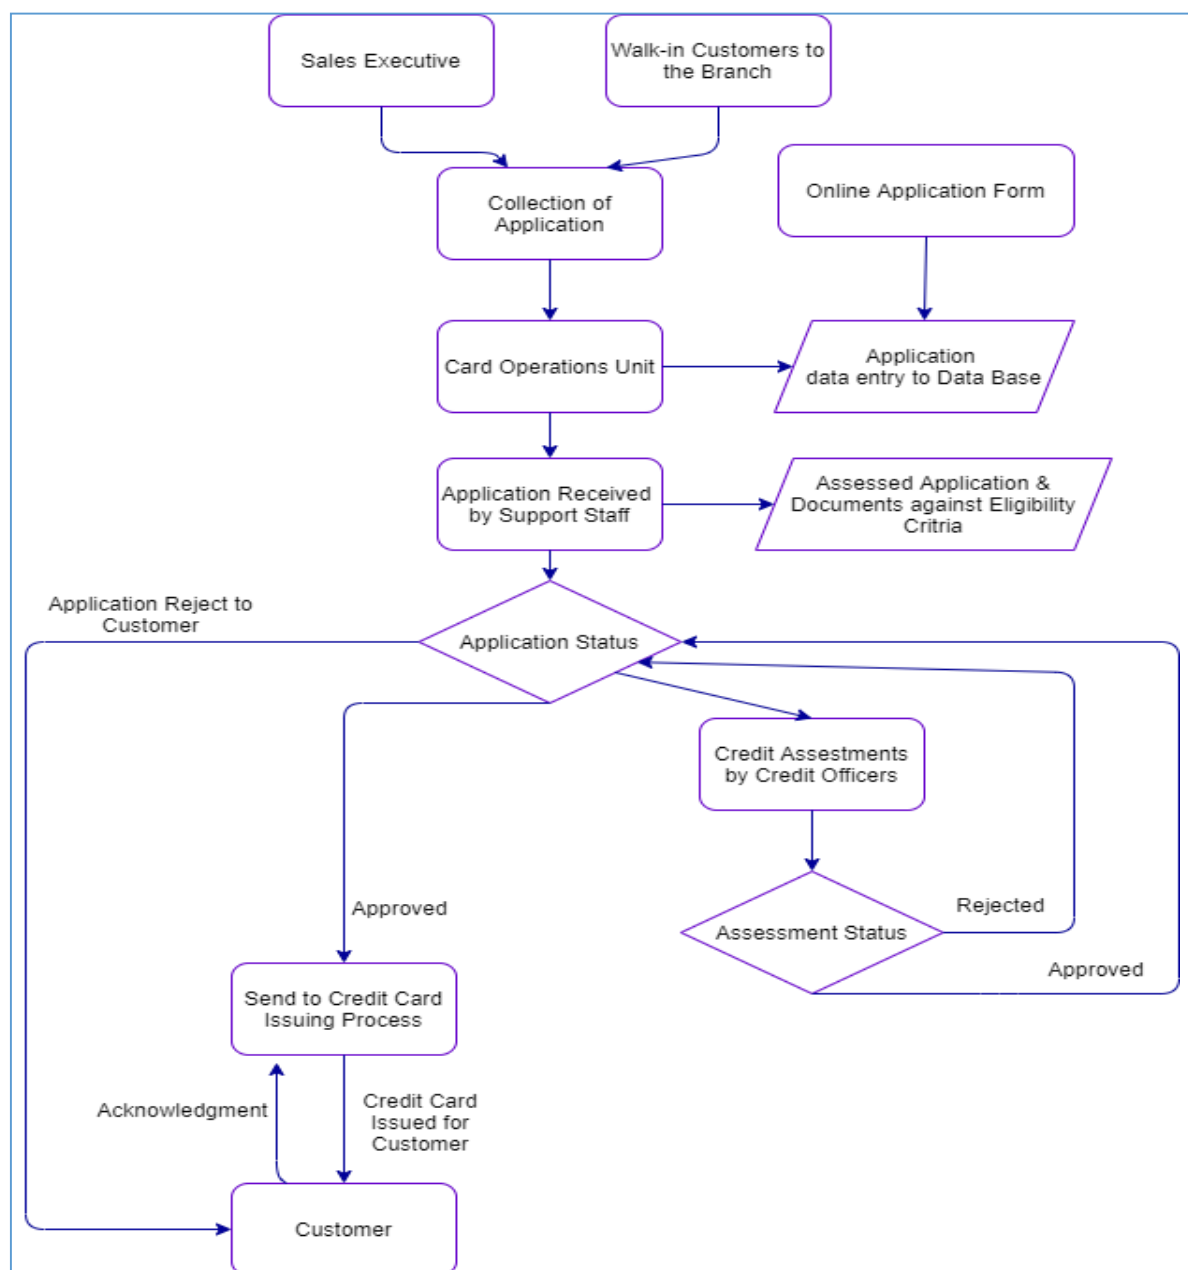 Sales Executive
Walk-in Customers to
the Branch
Collection of
Application
Online Application Form
Card Operations Unit
Application
data entry to Data Base
Application Received
by Support Staff
Assessed Application &
Documents against Eligibility
Critria
Application Reject to
Customer
Application Status
Credit Assestments
by Credit Officers
Approved
Assessment Status
Rejected
Approved
Send to Credit Card
Issuing Process
Acknowledgment
Credit Card
Issued for
Customer
Customer